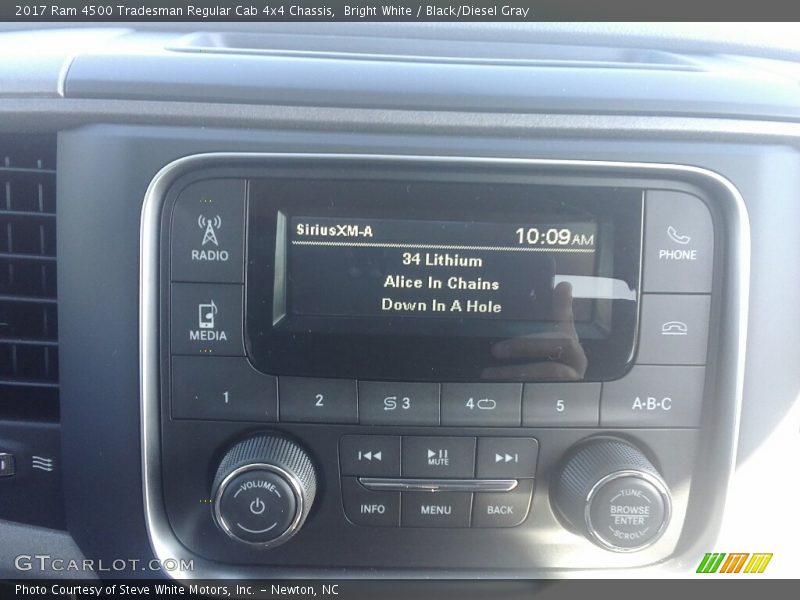 2017 Ram 4500 Tradesman Regular Cab 4x4 Chassis, Bright White / Black/Diesel Gray
SiriusXM-A 10:09AM
34 Lithium
Alice In Chains
Down In A Hole
RADIO
MEDIA
PHONE
1 2 3 4 5 A-B-C
VOLUME
MUTE
INFO MENU BACK
TUNE
BROWSE
ENTER
SCROLL
GTCARLOT.COM
Photo Courtesy of Steve White Motors, Inc. - Newton, NC